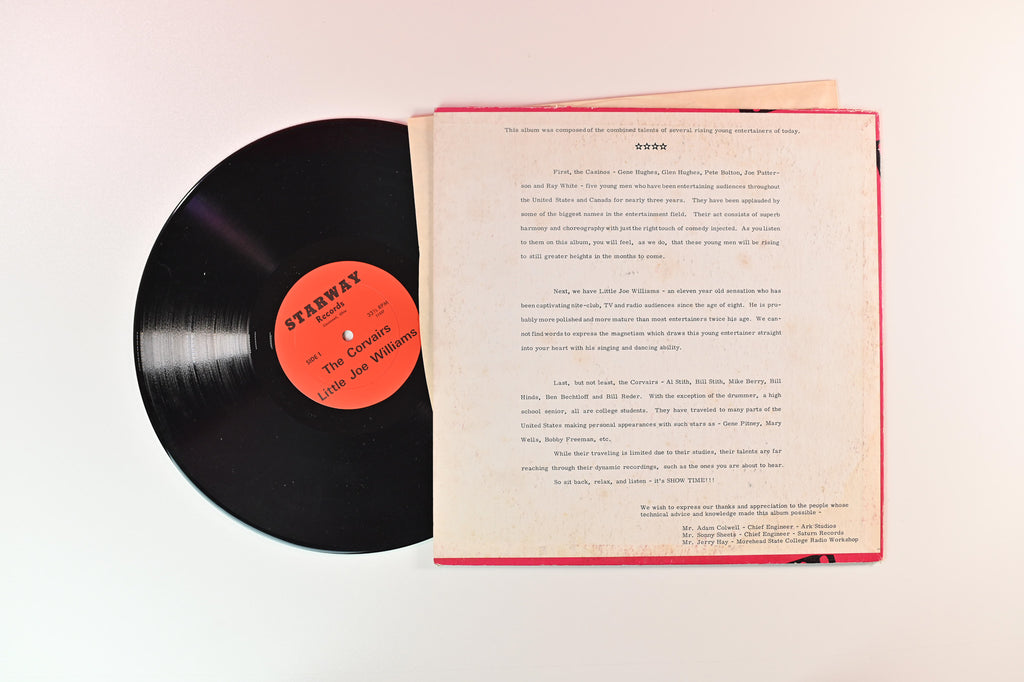 STARWAY
Records
Cincinnati, Ohio
33⅓ RPM
SIDE 1
The Corvairs
Little Joe Williams
This album was composed of the combined talents of several rising young entertainers of today.
☆☆☆☆
First, the Casinos - Gene Hughes, Glen Hughes, Pete Bolton, Joe Patter-
son and Ray White - five young men who have been entertaining audiences throughout
the United States and Canada for nearly three years. They have been applauded by
some of the biggest names in the entertainment field. Their act consists of superb
harmony and choreography with just the right touch of comedy injected. As you listen
to them on this album, you will feel, as we do, that these young men will be rising
to still greater heights in the months to come.
Next, we have Little Joe Williams - an eleven year old sensation who has
been captivating nite-club, TV and radio audiences since the age of eight. He is pro-
bably more polished and more mature than most entertainers twice his age. We can-
not find words to express the magnetism which draws this young entertainer straight
into your heart with his singing and dancing ability.
Last, but not least, the Corvairs - Al Stith, Bill Stith, Mike Berry, Bill
Hinds, Ben Bechtloff and Bill Reder. With the exception of the drummer, a high
school senior, all are college students. They have traveled to many parts of the
United States making personal appearances with such stars as - Gene Pitney, Mary
Wells, Bobby Freeman, etc.
While their traveling is limited due to their studies, their talents are far
reaching through their dynamic recordings, such as the ones you are about to hear.
So sit back, relax, and listen - it's SHOW TIME!!!
We wish to express our thanks and appreciation to the people whose
technical advice and knowledge made this album possible -
Mr. Adam Colwell - Chief Engineer - Ark Studios
Mr. Sonny Sheets - Chief Engineer - Saturn Records
Mr. Jerry Hay - Morehead State College Radio Workshop